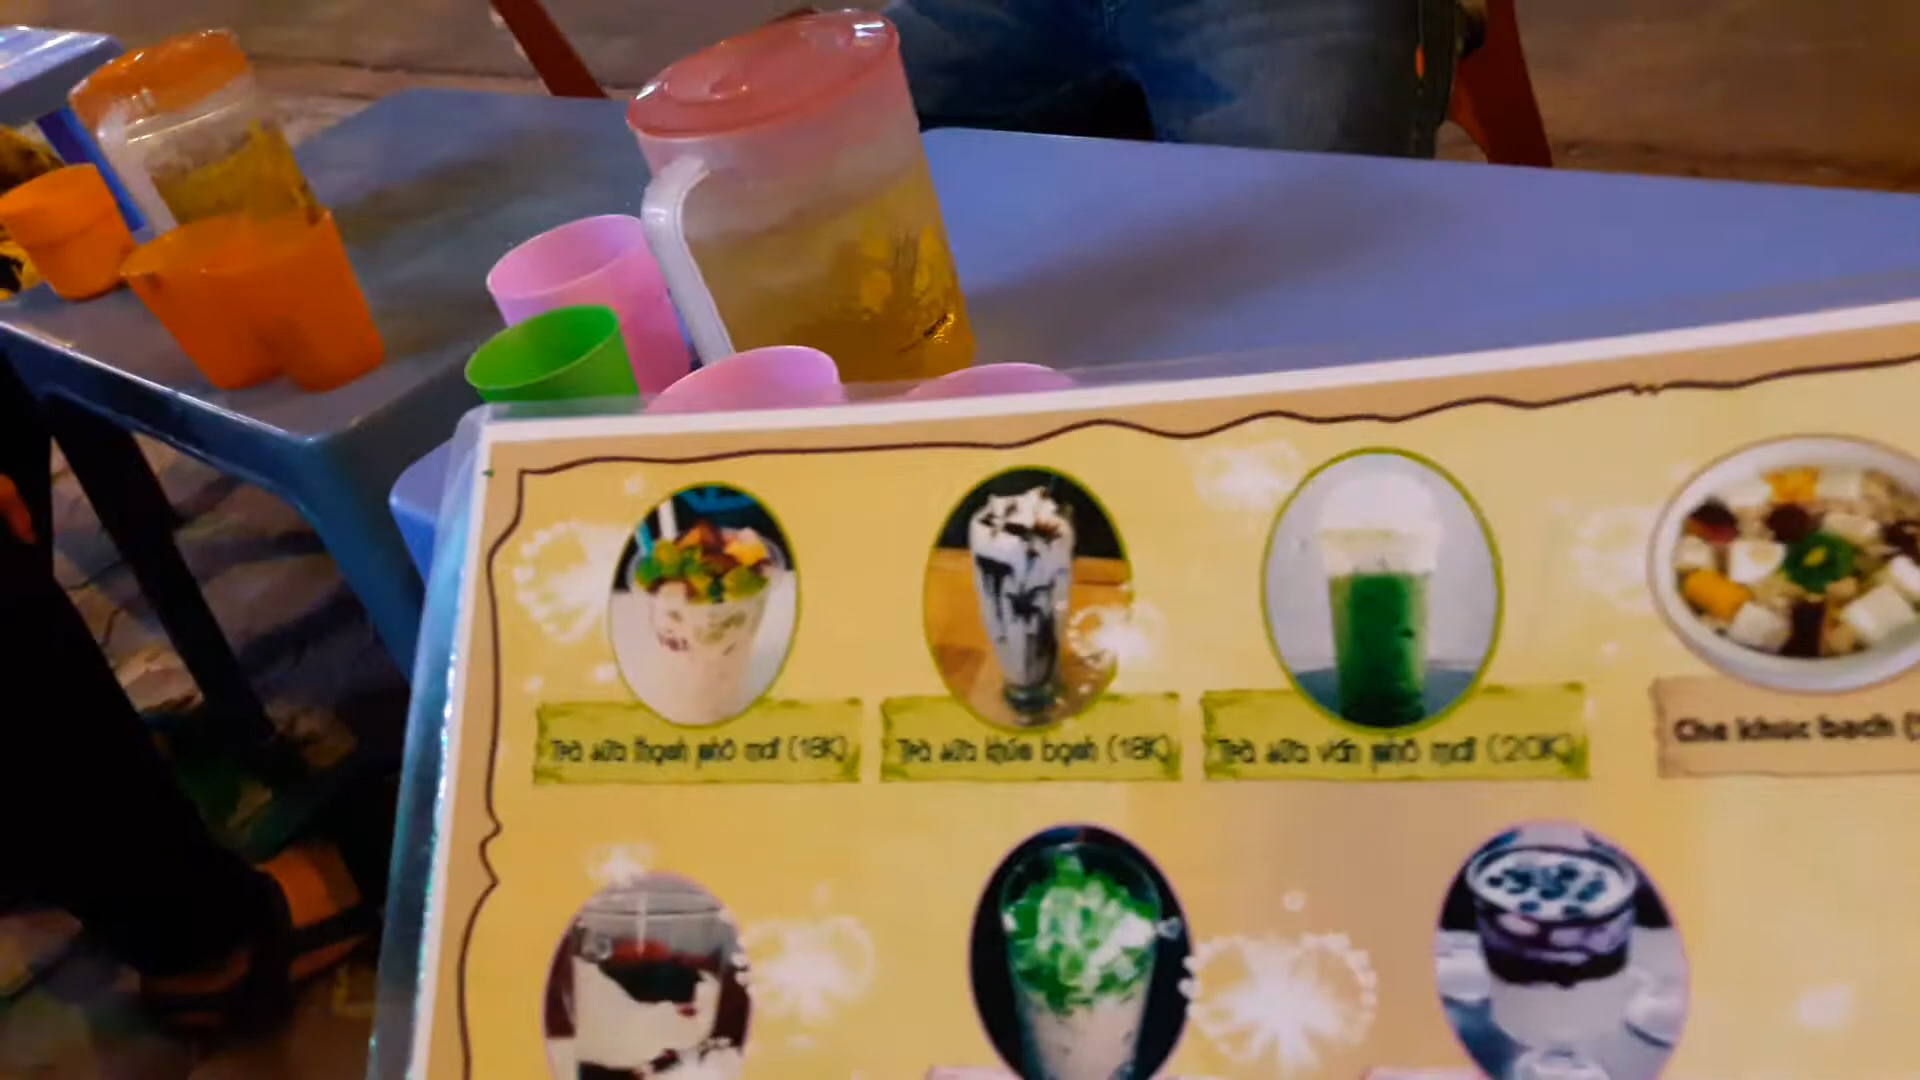 Trà sữa thạch phô mai (18K)
Trà sữa khúc bạch (18K)
Trà sữa ván phô mai (20K)
Che khuc bach